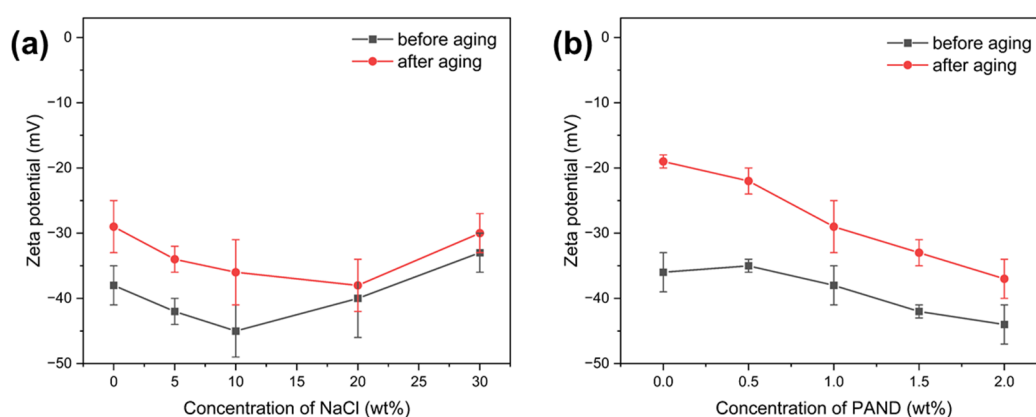 (a)
before aging
after aging
Zeta potential (mV)
0
−10
−20
−30
−40
−50
0 5 10 15 20 25 30
Concentration of NaCl (wt%)
(b)
before aging
after aging
Zeta potential (mV)
0
−10
−20
−30
−40
−50
0.0 0.5 1.0 1.5 2.0
Concentration of PAND (wt%)